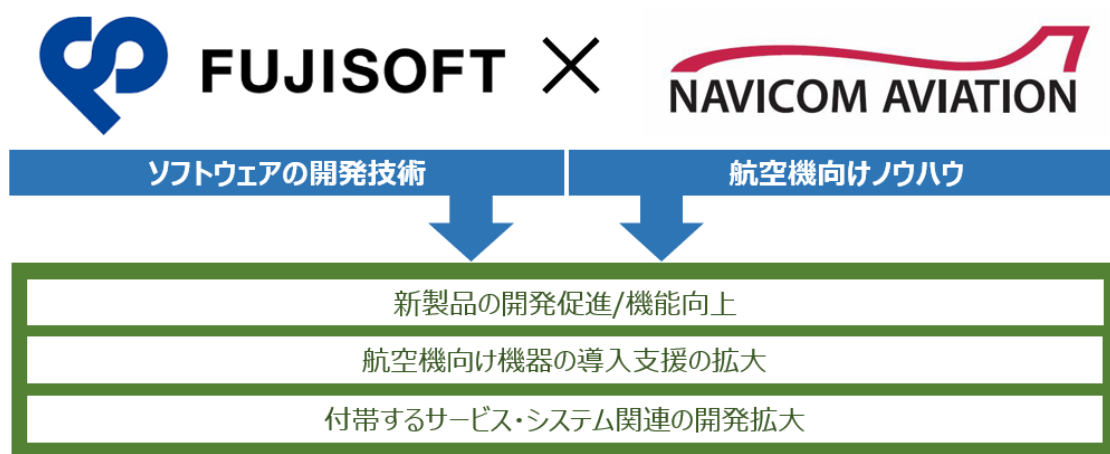 FUJISOFT × NAVICOM AVIATION
ソフトウェアの開発技術
航空機向けノウハウ
新製品の開発促進/機能向上
航空機向け機器の導入支援の拡大
付帯するサービス・システム関連の開発拡大